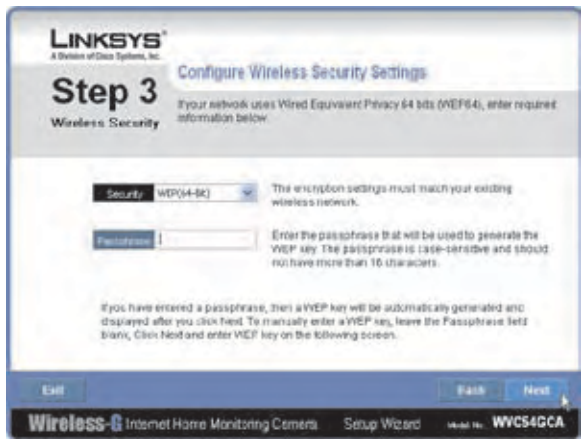 LINKSYS®
A Division of Cisco Systems, Inc.
Step 3
Wireless Security
Configure Wireless Security Settings
If your network uses Wired Equivalent Privacy 64 bits (WEP64), enter required
information below.
Security WEP(64-Bit)
The encryption settings must match your existing
wireless network.
Passphrase
Enter the passphrase that will be used to generate the
WEP key. The passphrase is case-sensitive and should
not have more than 16 characters.
If you have entered a passphrase, then a WEP key will be automatically generated and
displayed after you click Next. To manually enter a WEP key, leave the Passphrase field
blank, Click Next and enter WEP key on the following screen.
Exit
Back Next
Wireless-G Internet Home Monitoring Camera Setup Wizard Model No. WVC54GCA